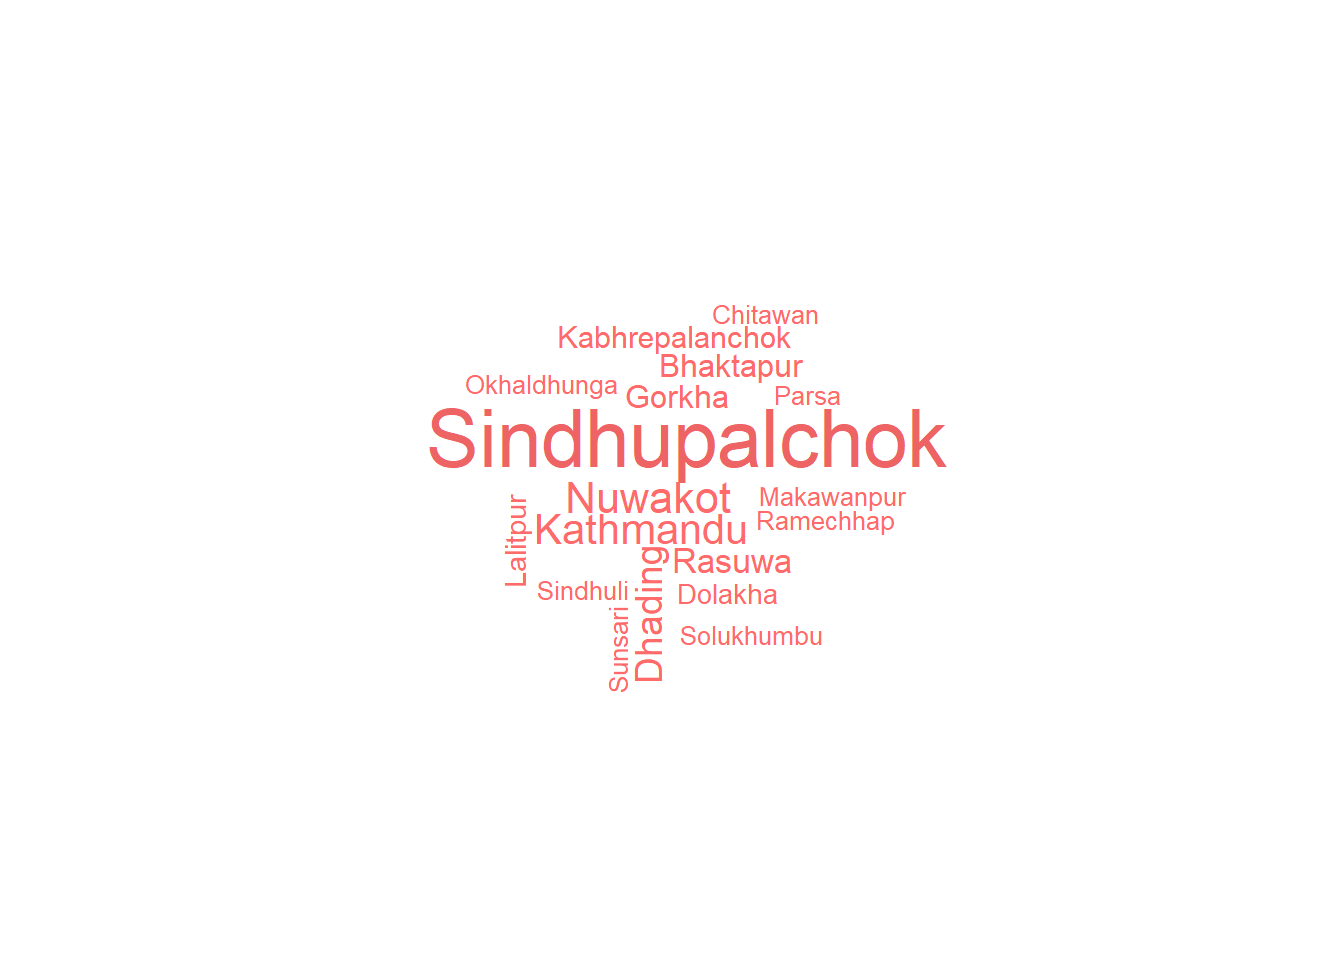 Chitawan
Kabhrepalanchok
Bhaktapur
Okhaldhunga
Gorkha
Parsa
Sindhupalchok
Nuwakot
Makawanpur
Lalitpur
Kathmandu
Ramechhap
Rasuwa
Sindhuli
Dhading
Dolakha
Sunsari
Solukhumbu